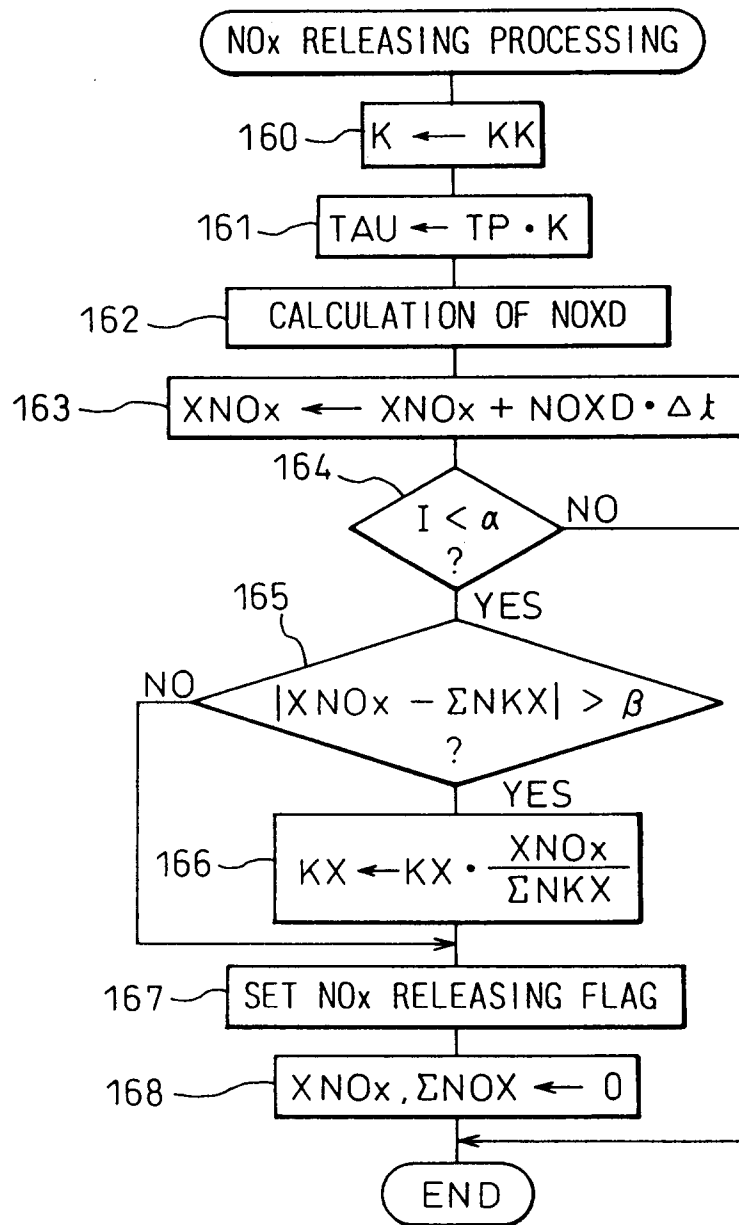 NOx RELEASING PROCESSING
160
K ← KK
161
TAU ← TP • K
162
CALCULATION OF NOXD
163
XNOx ← XNOx + NOXD • Δt
164
I < α
?
NO
YES
165
NO
|XNOx − ΣNKX| > β
?
YES
166
KX ← KX • XNOx
ΣNKX
167
SET NOx RELEASING FLAG
168
XNOx, ΣNOX ← 0
END